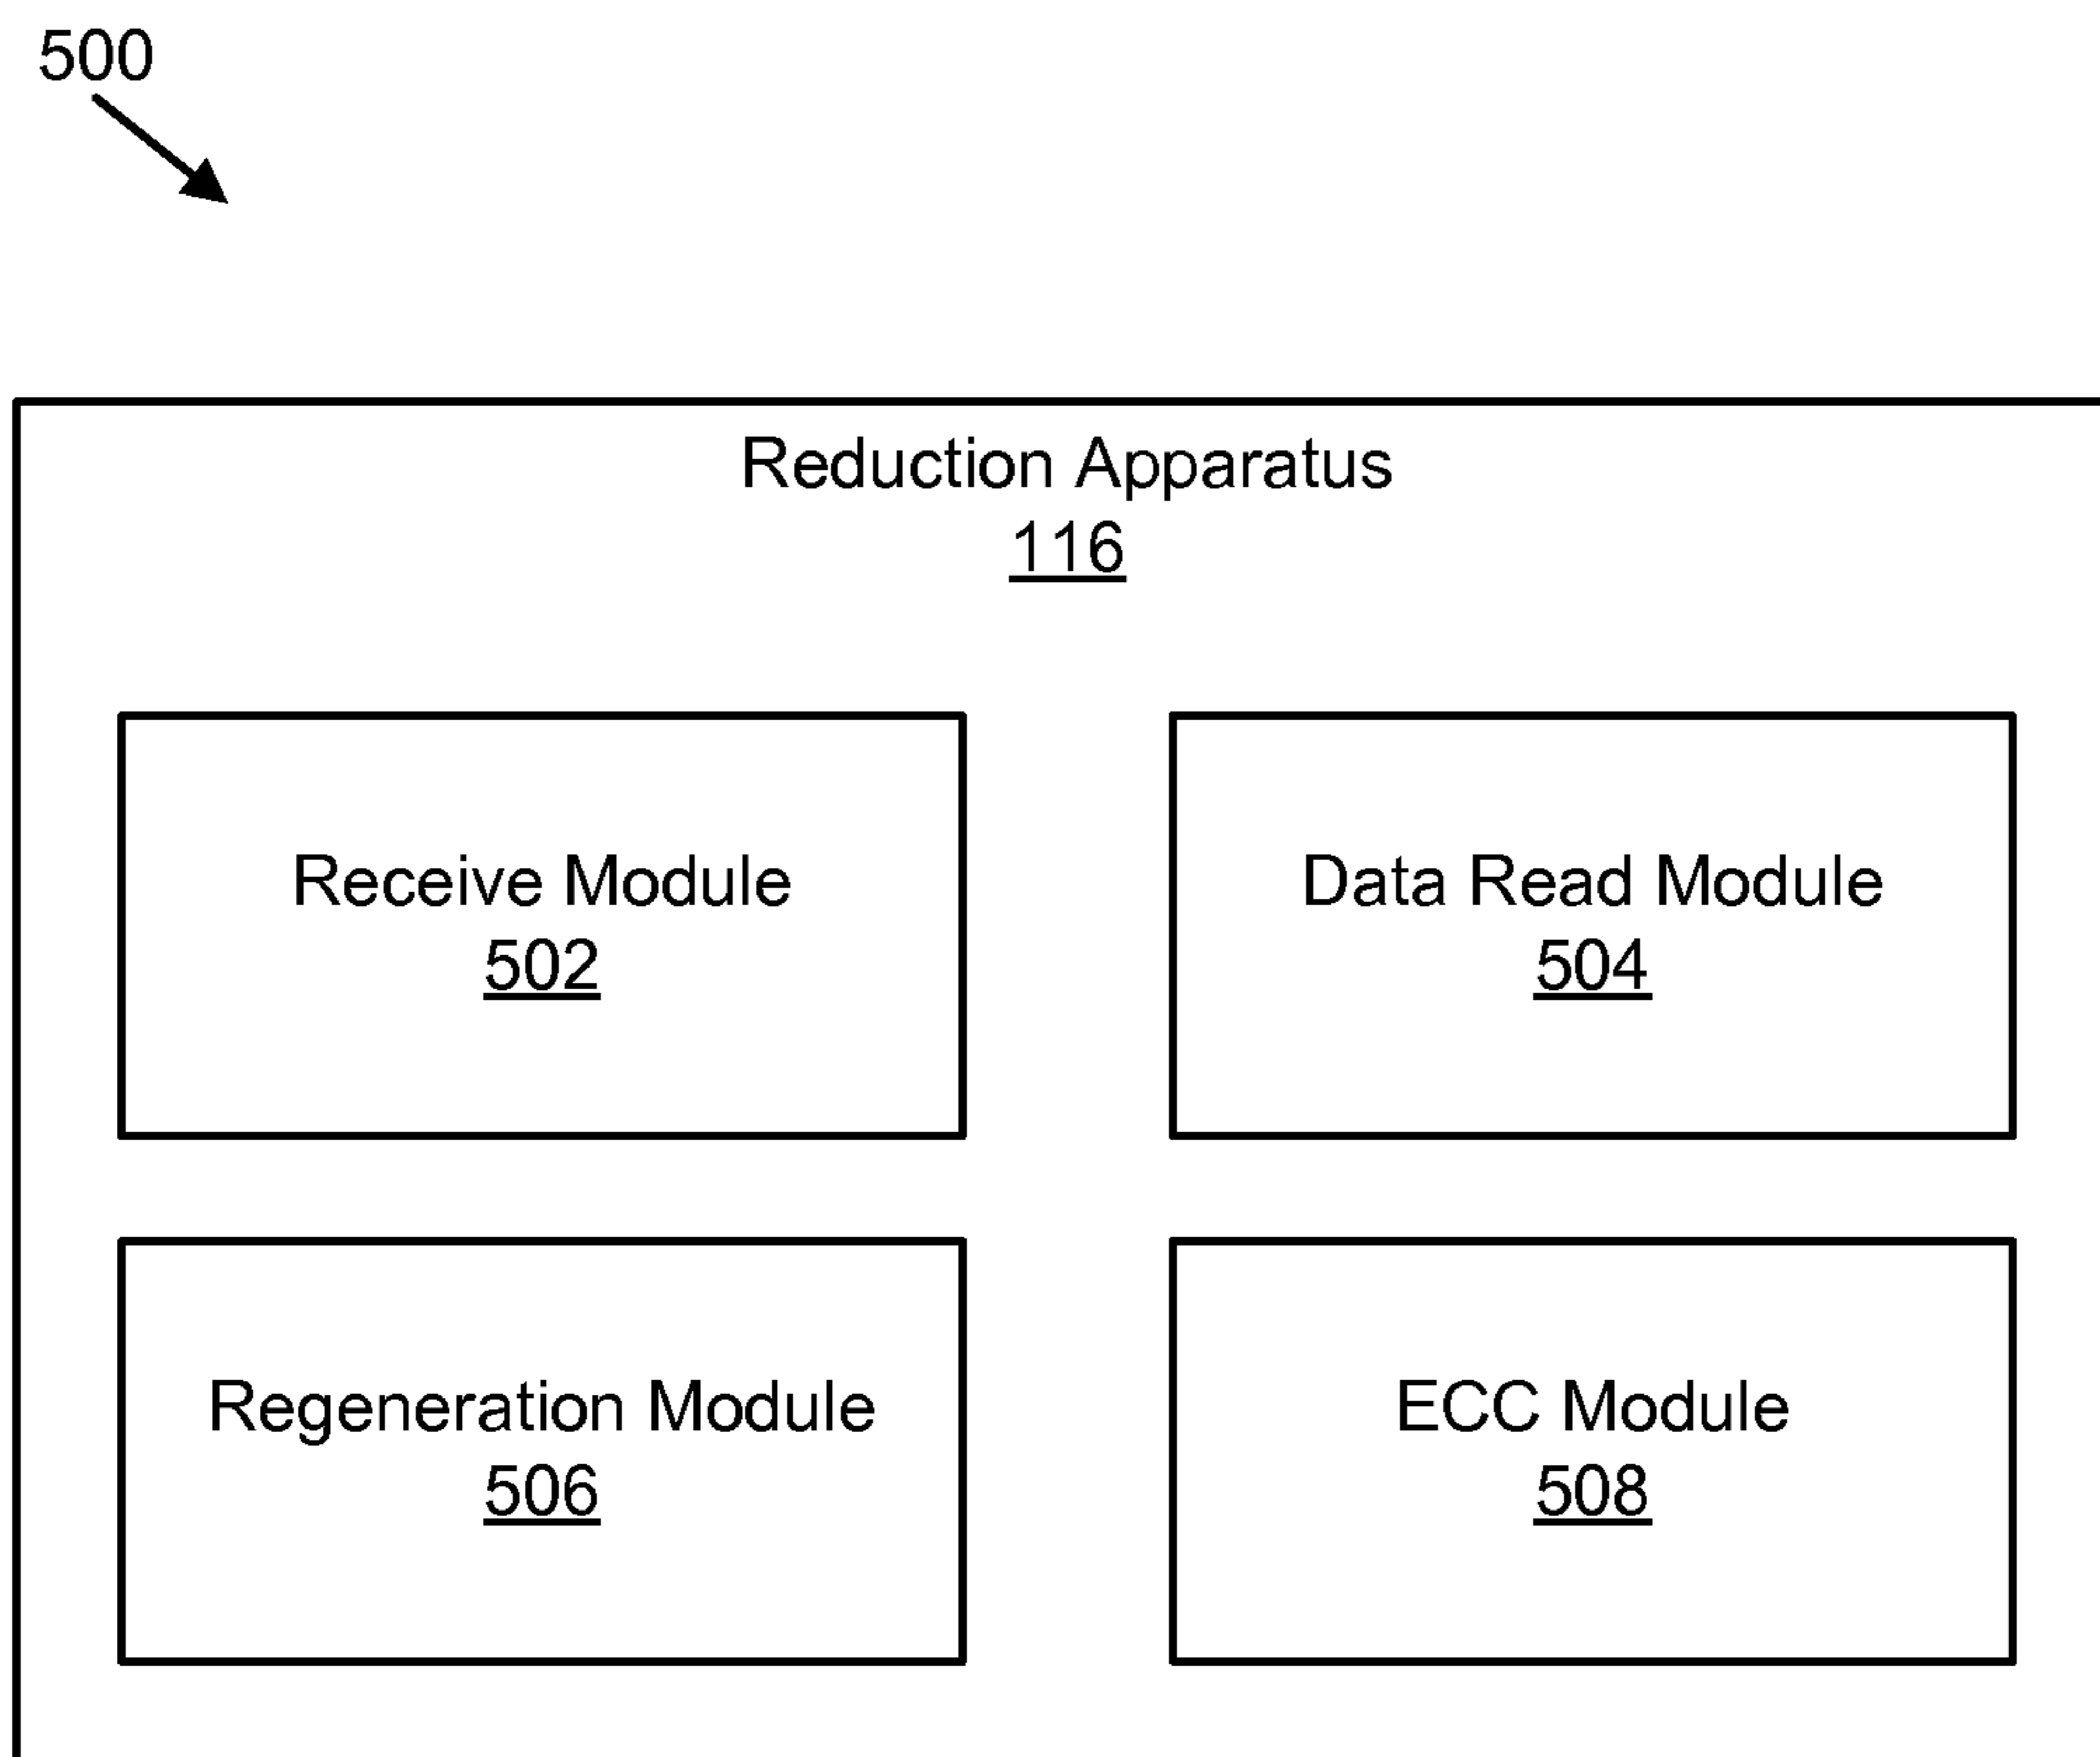 500
Reduction Apparatus
116
Receive Module
502
Data Read Module
504
Regeneration Module
506
ECC Module
508